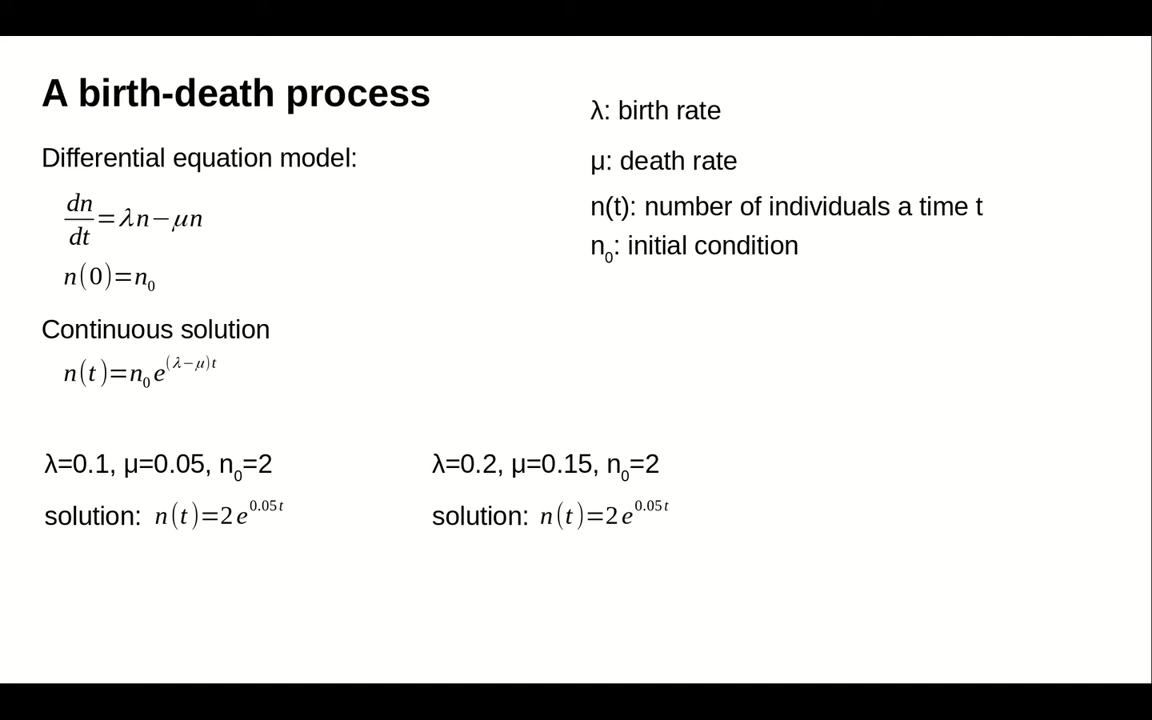 A birth-death process
Differential equation model:
dn/dt=λn−μn
n(0)=n₀
Continuous solution
n(t)=n₀e^(λ−μ)t
λ: birth rate
μ: death rate
n(t): number of individuals a time t
n₀: initial condition
λ=0.1, μ=0.05, n₀=2
solution: n(t)=2e^0.05t
λ=0.2, μ=0.15, n₀=2
solution: n(t)=2e^0.05t